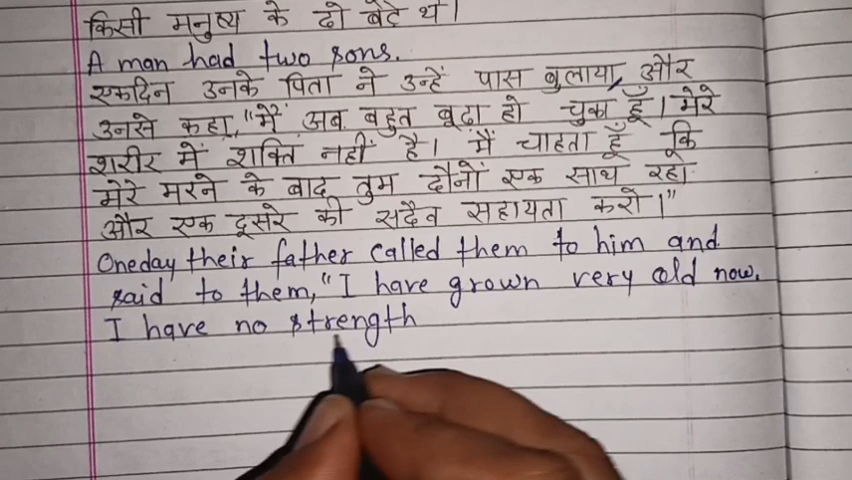 किसी मनुष्य के दो बेटे थे।
A man had two sons.
एकदिन उनके पिता ने उन्हें पास बुलाया, और
उनसे कहा, "मैं अब बहुत बूढ़ा हो चुका हूँ। मेरे
शरीर में शक्ति नहीं है। मैं चाहता हूँ कि
मेरे मरने के बाद तुम दौनों एक साथ रहो
और एक दूसरे की सदैव सहायता करो।"
Oneday their father called them to him and
said to them, "I have grown very old now.
I have no strength